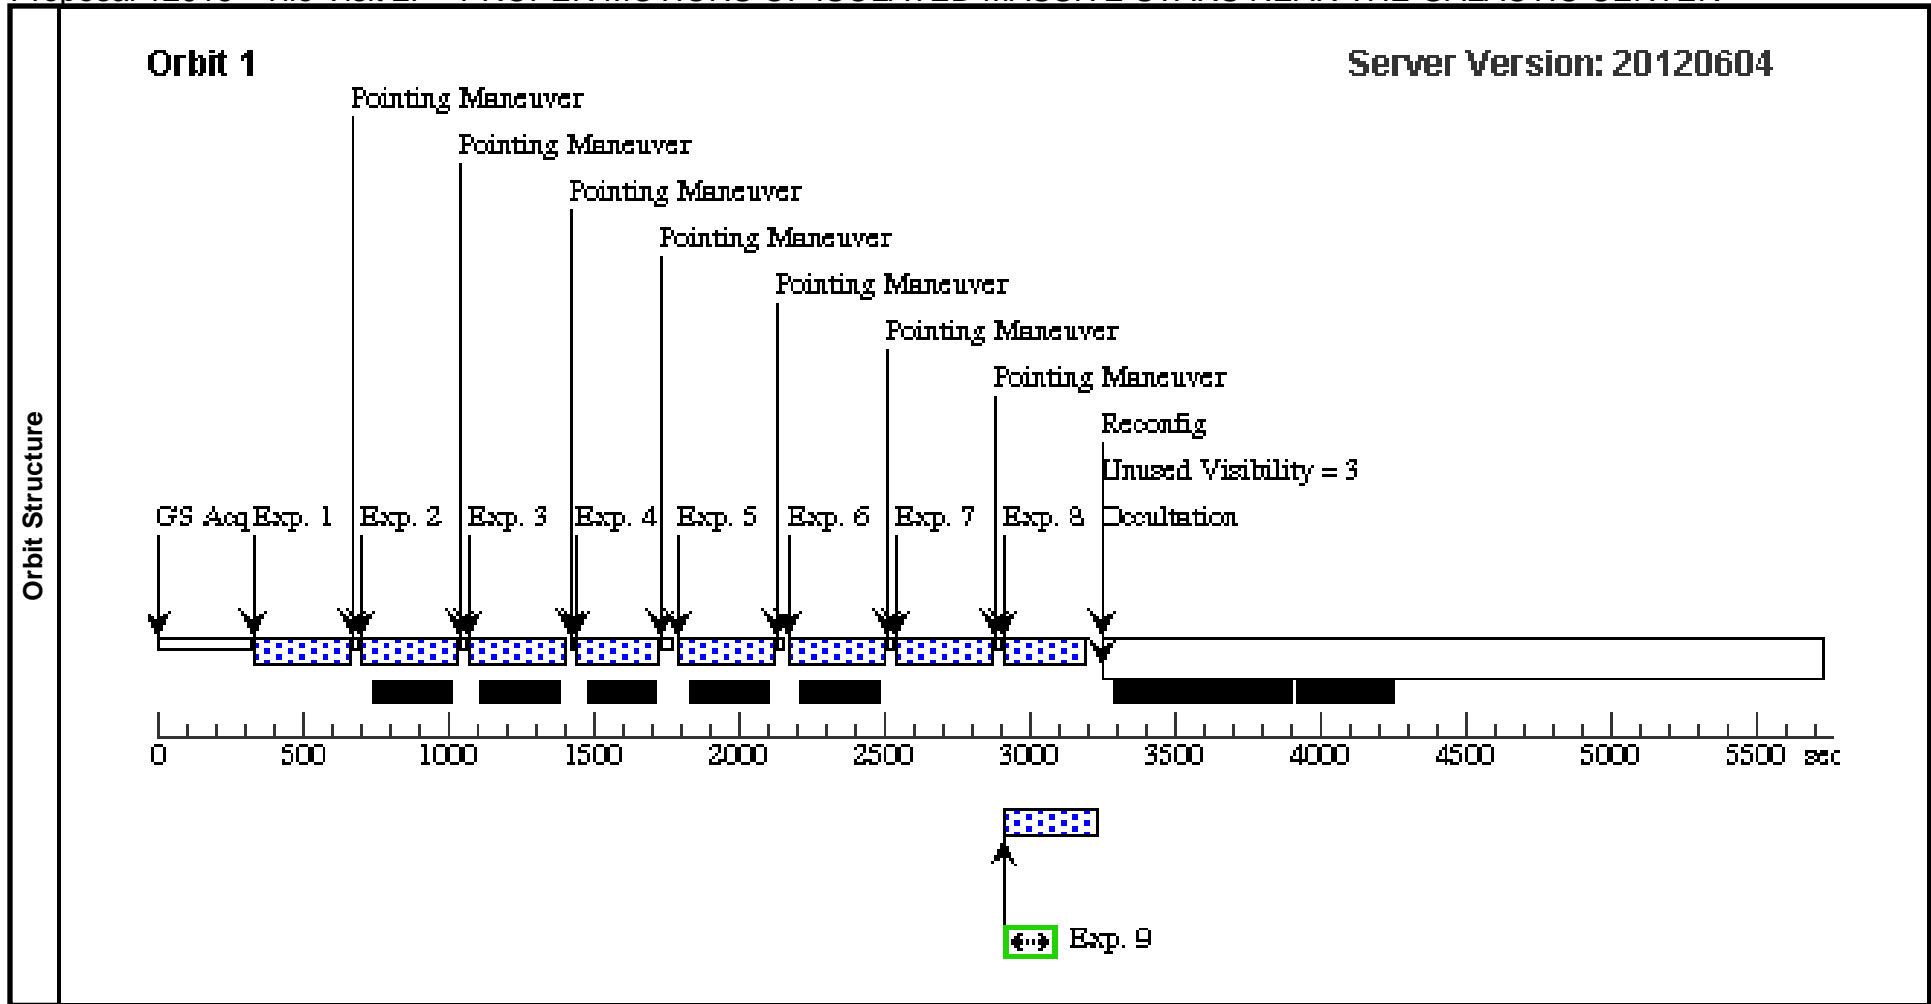 Orbit Structure
Orbit 1
Server Version: 20120604
Pointing Maneuver
Pointing Maneuver
Pointing Maneuver
Pointing Maneuver
Pointing Maneuver
Pointing Maneuver
Pointing Maneuver
Reconfig
Unused Visibility = 3
GS Acq Exp. 1 Exp. 2 Exp. 3 Exp. 4 Exp. 5 Exp. 6 Exp. 7 Exp. 8 Occultation
0 500 1000 1500 2000 2500 3000 3500 4000 4500 5000 5500 sec
Exp. 9